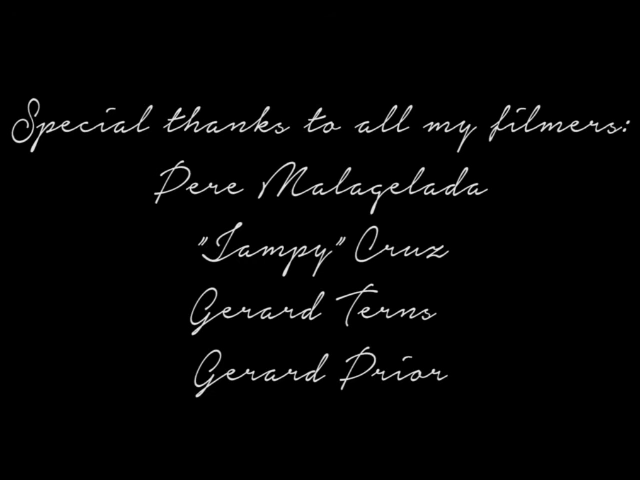 Special thanks to all my filmers:
Pere Malagelada
"Jampy" Cruz
Gerard Terns
Gerard Prior